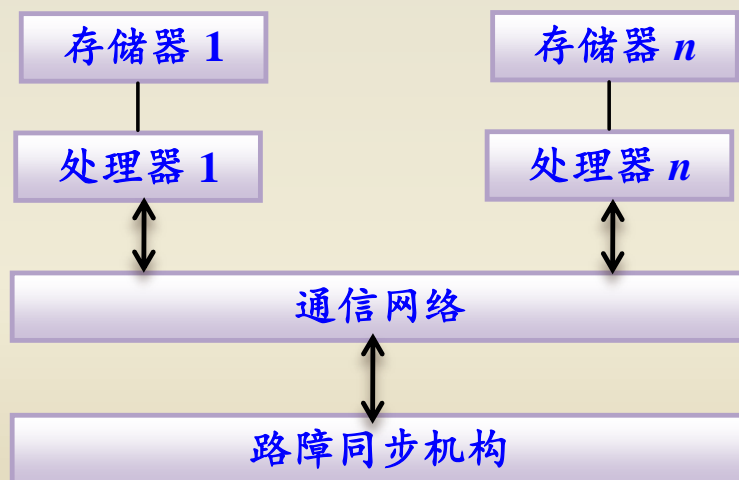 存储器 1
存储器 n
处理器 1
处理器 n
通信网络
路障同步机构